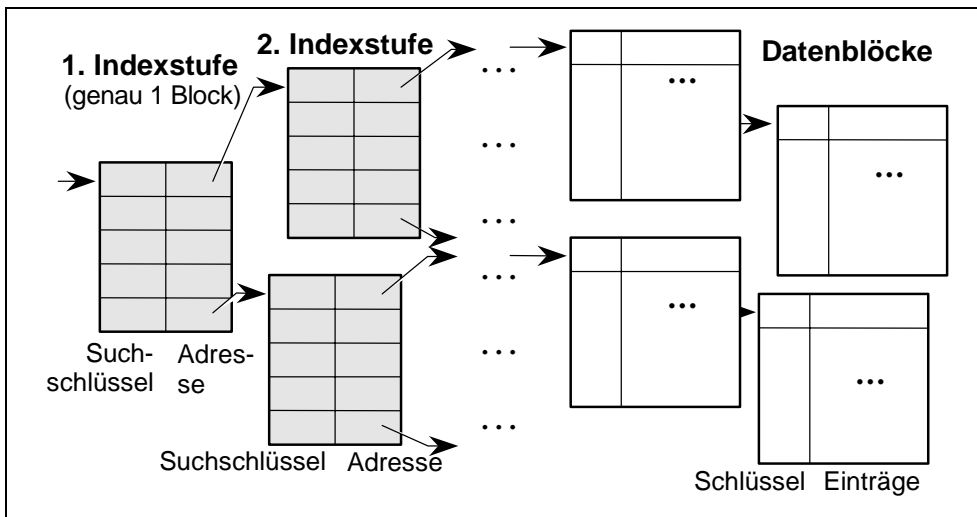 1. Indexstufe
(genau 1 Block)
2. Indexstufe
Datenblöcke
...
...
...
...
...
...
...
...
...
...
Such-
schlüssel
Adres-
se
Suchschlüssel Adresse
Schlüssel Einträge